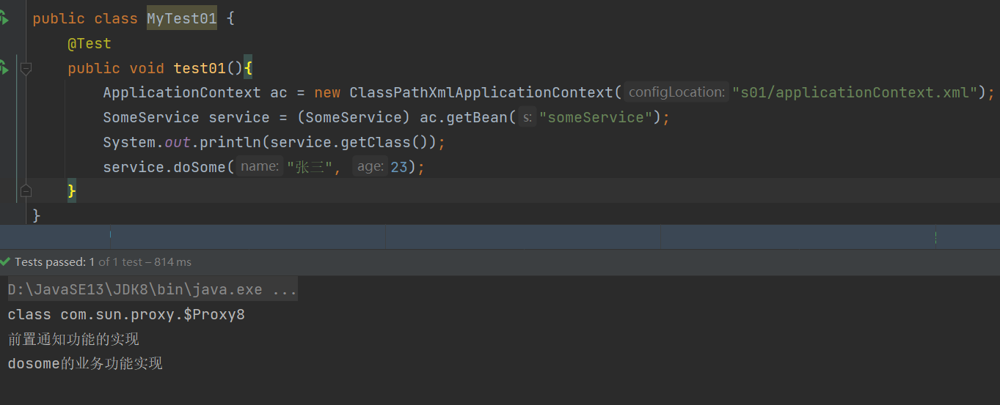 public class MyTest01 {
@Test
public void test01(){
ApplicationContext ac = new ClassPathXmlApplicationContext( configLocation: "s01/applicationContext.xml");
SomeService service = (SomeService) ac.getBean( s: "someService");
System.out.println(service.getClass());
service.doSome( name: "张三", age: 23);
}
}
Tests passed: 1 of 1 test – 814 ms
D:\JavaSE13\JDK8\bin\java.exe ...
class com.sun.proxy.$Proxy8
前置通知功能的实现
dosome的业务功能实现